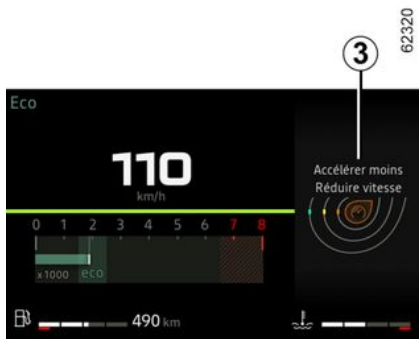 62320
3
Eco
110
km/h
Accélérer moins
Réduire vitesse
0 1 2 3 4 5 6 7 8
x 1000 eco
490 km